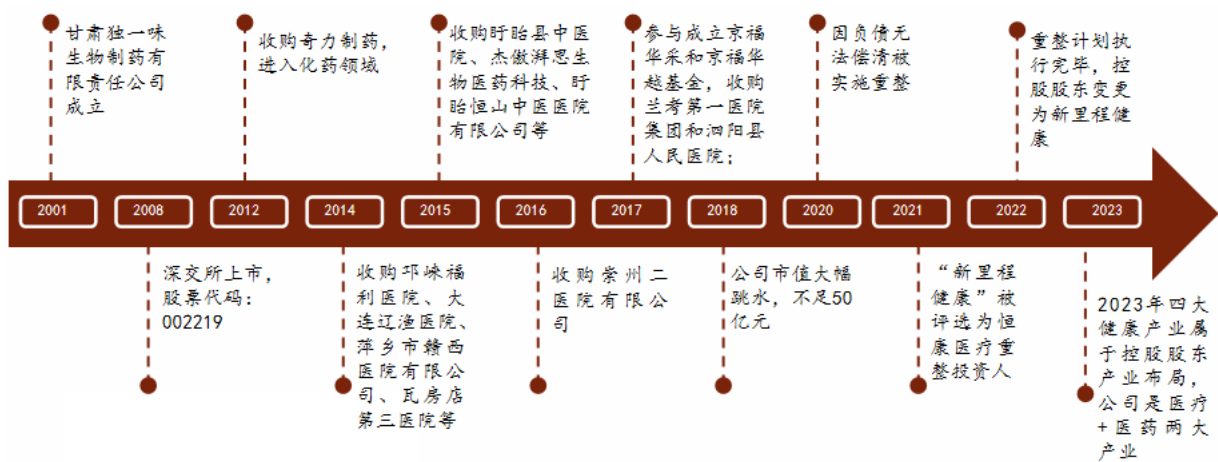 甘肃独一味
生物制药有
限责任公司
成立
收购奇力制药，
进入化药领域
收购盱眙县中医
院、杰傲湃思生
物医药科技、盱
眙恒山中医医院
有限公司等
参与成立京福
华采和京福华
越基金，收购
兰考第一医院
集团和泗阳县
人民医院；
因负债无
法偿清被
实施重整
重整计划执
行完毕，控
股股东变更
为新里程健
康
2001
2008
2012
2014
2015
2016
2017
2018
2020
2021
2022
2023
深交所上市，
股票代码：
002219
收购邛崃福
利医院、大
连辽渔医院、
萍乡市赣西
医院有限公
司、瓦房店
第三医院等
收购崇州二
医院有限公
司
公司市值大幅
跳水，不足50
亿元
“新里程
健康”被
评选为恒
康医疗重
整投资人
2023年四大
健康产业属
于控股股东
产业布局，
公司是医疗
+医药两大
产业